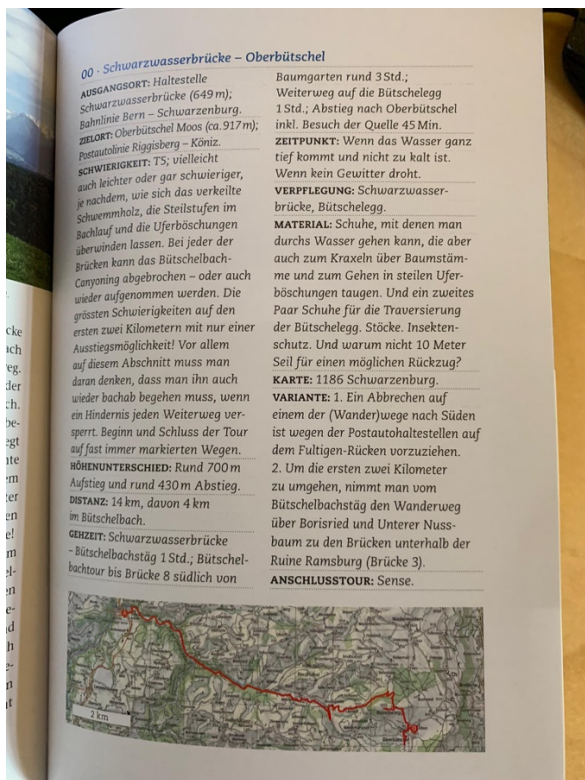 00 - Schwarzwasserbrücke – Oberbütschel
AUSGANGSORT: Haltestelle
Schwarzwasserbrücke (649 m);
Bahnlinie Bern – Schwarzenburg.
ZIELORT: Oberbütschel Moos (ca. 917 m);
Postautolinie Riggisberg – Köniz.
SCHWIERIGKEIT: T5; vielleicht
auch leichter oder gar schwieriger,
je nachdem, wie sich das verkeilte
Schwemmholz, die Steilstufen im
Bachlauf und die Uferböschungen
überwinden lassen. Bei jeder der
Brücken kann das Bütschelbach-
Canyoning abgebrochen – oder auch
wieder aufgenommen werden. Die
grössten Schwierigkeiten auf den
ersten zwei Kilometern mit nur einer
Ausstiegsmöglichkeit! Vor allem
auf diesem Abschnitt muss man
daran denken, dass man ihn auch
wieder bachab begehen muss, wenn
ein Hindernis jeden Weiterweg ver-
sperrt. Beginn und Schluss der Tour
auf fast immer markierten Wegen.
HÖHENUNTERSCHIED: Rund 700 m
Aufstieg und rund 430 m Abstieg.
DISTANZ: 14 km, davon 4 km
im Bütschelbach.
GEHZEIT: Schwarzwasserbrücke
– Bütschelbachstäg 1 Std.; Bütschel-
bachtour bis Brücke 8 südlich von
Baumgarten rund 3 Std.;
Weiterweg auf die Bütschelegg
1 Std.; Abstieg nach Oberbütschel
inkl. Besuch der Quelle 45 Min.
ZEITPUNKT: Wenn das Wasser ganz
tief kommt und nicht zu kalt ist.
Wenn kein Gewitter droht.
VERPFLEGUNG: Schwarzwasser-
brücke, Bütschelegg.
MATERIAL: Schuhe, mit denen man
durchs Wasser gehen kann, die aber
auch zum Kraxeln über Baumstäm-
me und zum Gehen in steilen Ufer-
böschungen taugen. Und ein zweites
Paar Schuhe für die Traversierung
der Bütschelegg. Stöcke. Insekten-
schutz. Und warum nicht 10 Meter
Seil für einen möglichen Rückzug?
KARTE: 1186 Schwarzenburg.
VARIANTE: 1. Ein Abbrechen auf
einem der (Wander)wege nach Süden
ist wegen der Postautohaltestellen auf
dem Fultigen-Rücken vorzuziehen.
2. Um die ersten zwei Kilometer
zu umgehen, nimmt man vom
Bütschelbachstäg den Wanderweg
über Borisried und Unterer Nuss-
baum zu den Brücken unterhalb der
Ruine Ramsburg (Brücke 3).
ANSCHLUSSTOUR: Sense.
2 km